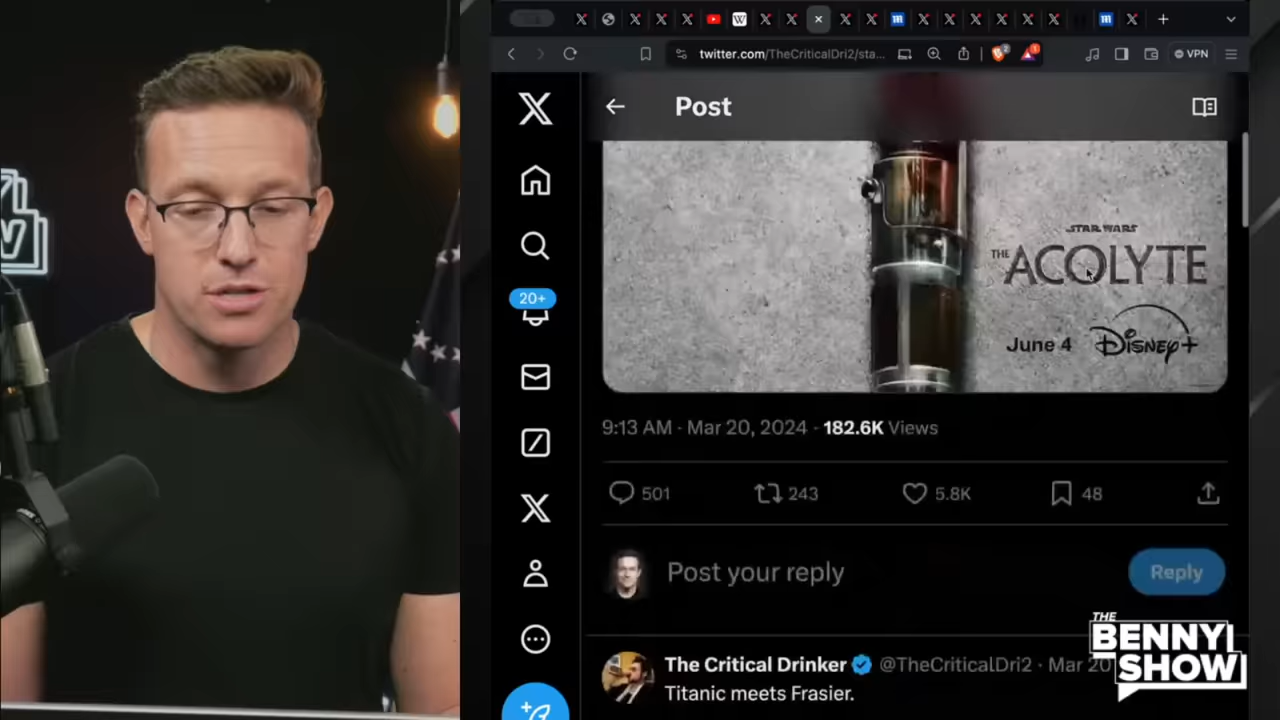 twitter.com/TheCriticalDri2/sta...
2
1
VPN
Post
STAR WARS
THE ACOLYTE
June 4 Disney+
20+
9:13 AM · Mar 20, 2024 · 182.6K Views
501 243 5.8K 48
Post your reply
Reply
The Critical Drinker @TheCriticalDri2 · Mar 20
Titanic meets Frasier.
THE
BENNY
SHOW